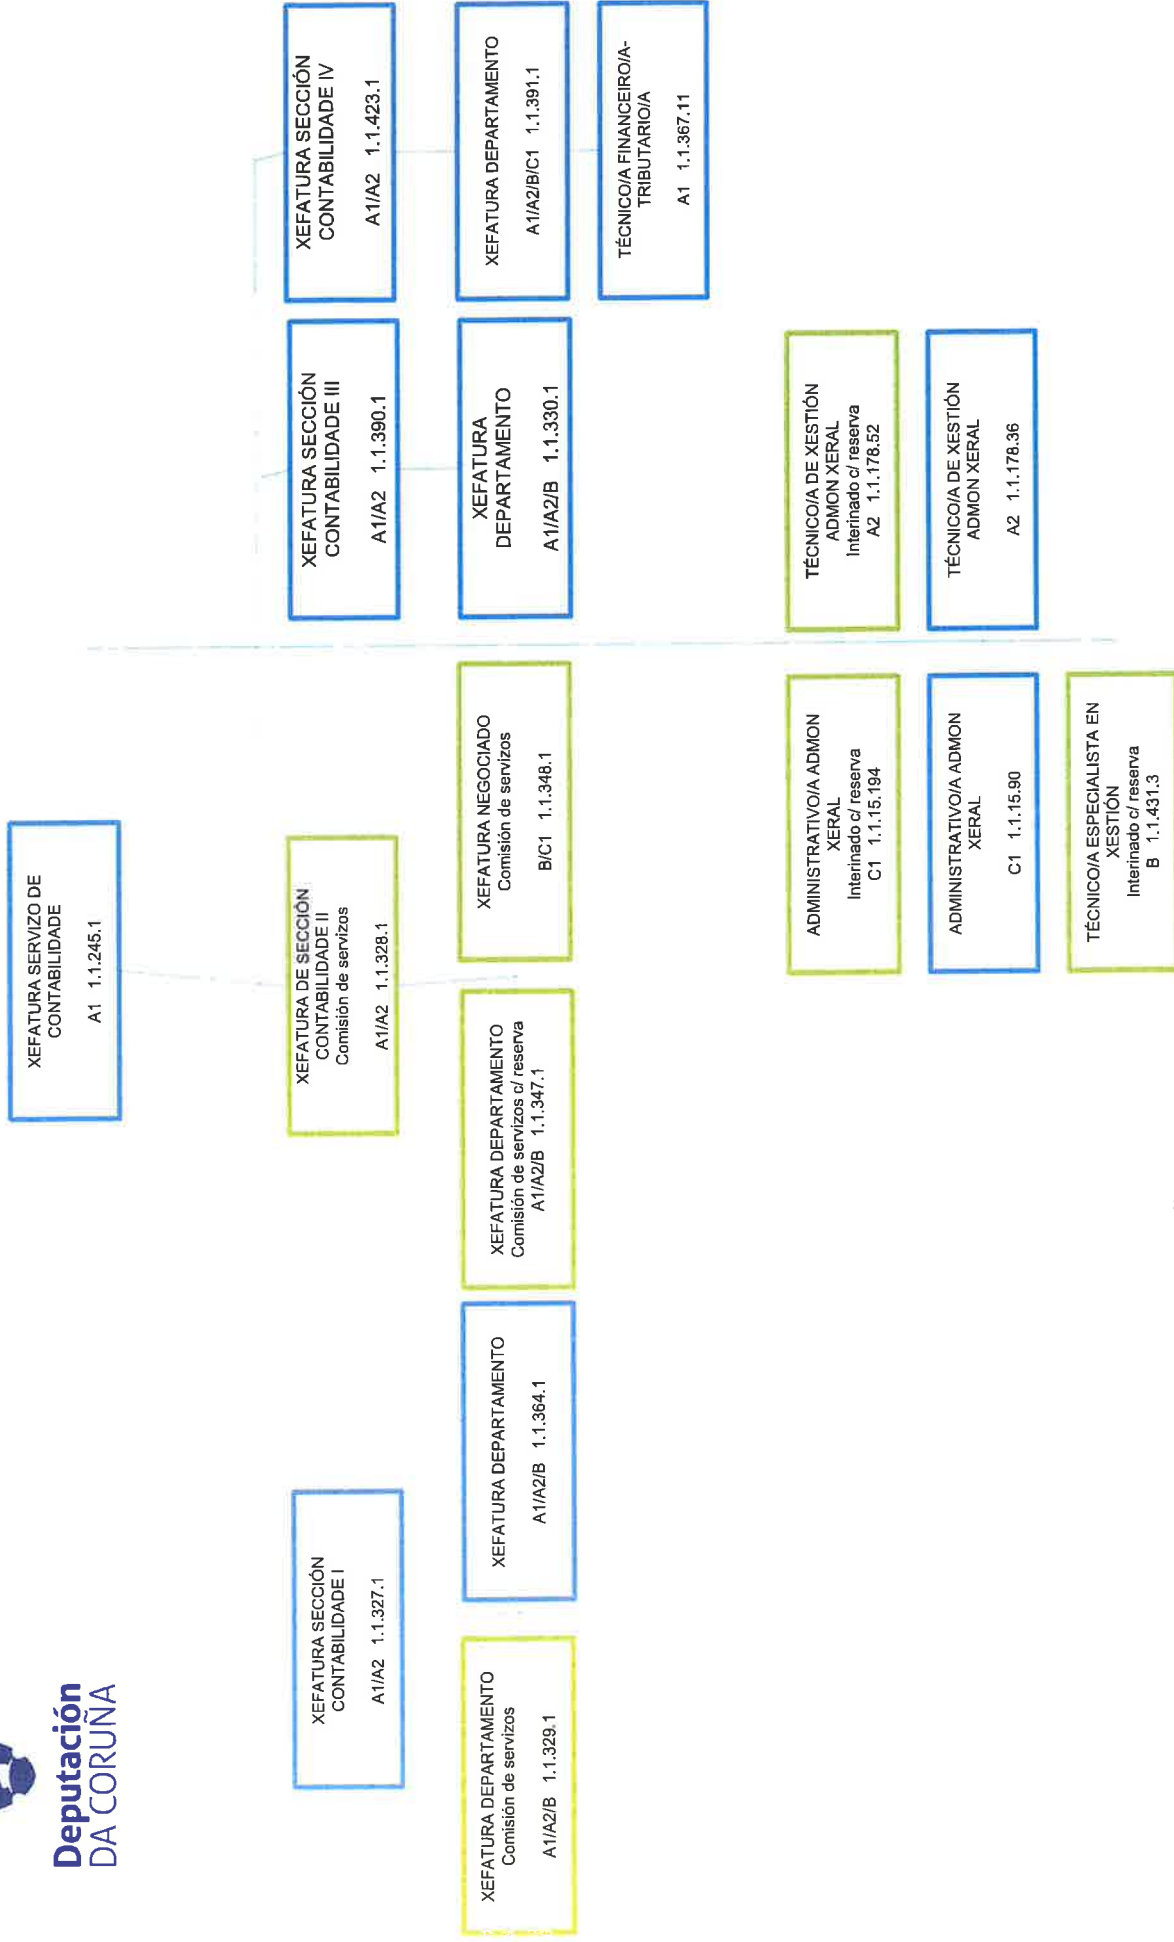 Deputación
DA CORUÑA
XEFATURA SERVIZO DE
CONTABILIDADE
A1 1.1.245.1
XEFATURA SECCIÓN
CONTABILIDADE I
A1/A2 1.1.327.1
XEFATURA DE SECCIÓN
CONTABILIDADE II
Comisión de servizos
A1/A2 1.1.328.1
XEFATURA SECCIÓN
CONTABILIDADE III
A1/A2 1.1.390.1
XEFATURA SECCIÓN
CONTABILIDADE IV
A1/A2 1.1.423.1
XEFATURA DEPARTAMENTO
Comisión de servizos
A1/A2/B 1.1.329.1
XEFATURA DEPARTAMENTO
A1/A2/B 1.1.364.1
XEFATURA DEPARTAMENTO
Comisión de servizos c/ reserva
A1/A2/B 1.1.347.1
XEFATURA NEGOCIADO
Comisión de servizos
B/C1 1.1.348.1
XEFATURA
DEPARTAMENTO
A1/A2/B 1.1.330.1
XEFATURA DEPARTAMENTO
A1/A2/B/C1 1.1.391.1
TÉCNICO/A FINANCEIRO/A-
TRIBUTARIO/A
A1 1.1.367.11
ADMINISTRATIVO/A ADMON
XERAL
Interinado c/ reserva
C1 1.1.15.194
TÉCNICO/A DE XESTIÓN
ADMON XERAL
Interinado c/ reserva
A2 1.1.178.52
ADMINISTRATIVO/A ADMON
XERAL
C1 1.1.15.90
TÉCNICO/A DE XESTIÓN
ADMON XERAL
A2 1.1.178.36
TÉCNICO/A ESPECIALISTA EN
XESTIÓN
Interinado c/ reserva
B 1.1.431.3